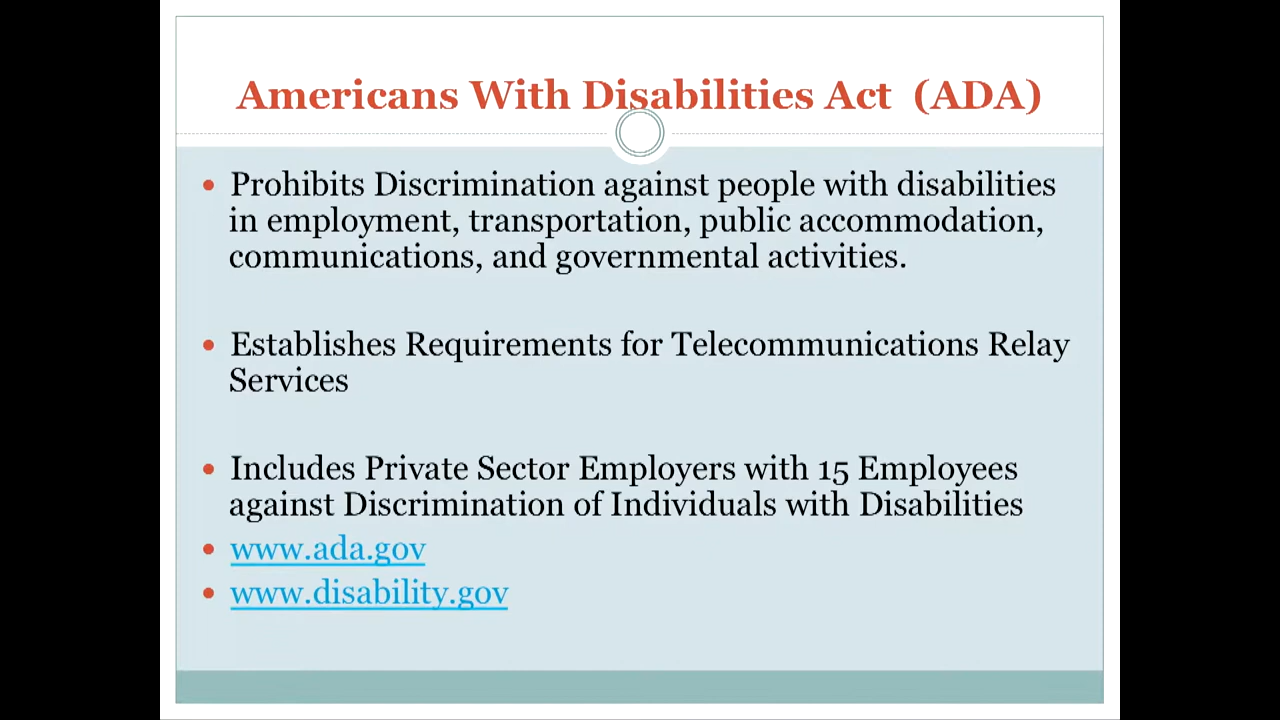 Americans With Disabilities Act (ADA)
• Prohibits Discrimination against people with disabilities
in employment, transportation, public accommodation,
communications, and governmental activities.
• Establishes Requirements for Telecommunications Relay
Services
• Includes Private Sector Employers with 15 Employees
against Discrimination of Individuals with Disabilities
• www.ada.gov
• www.disability.gov